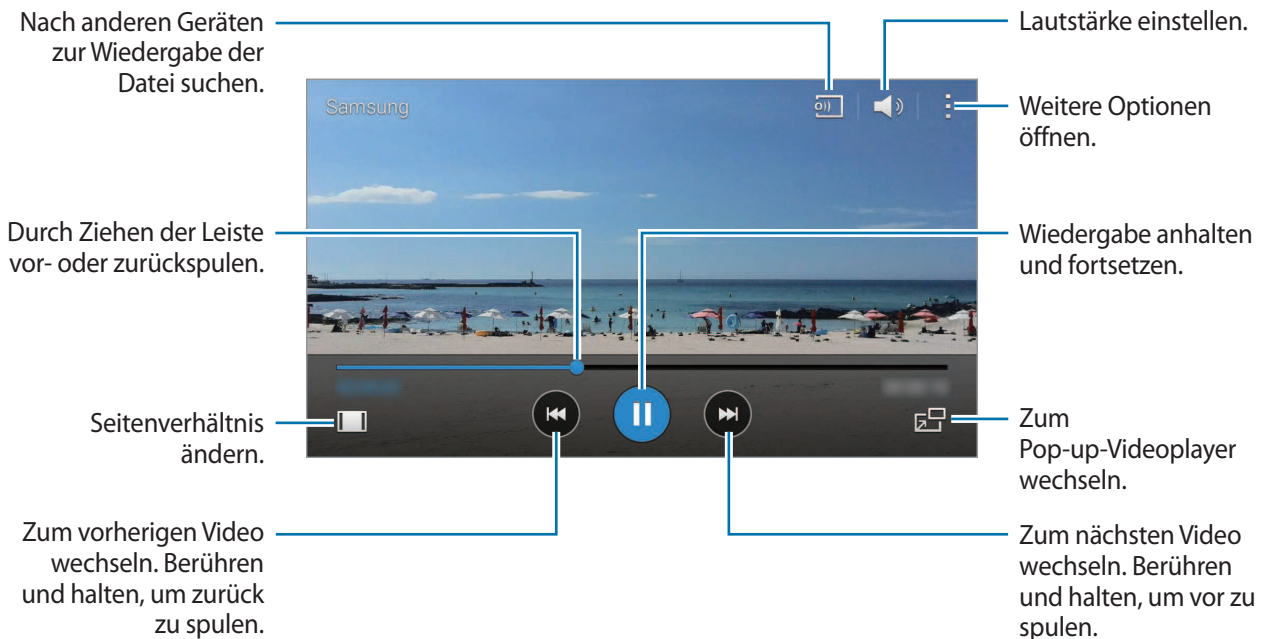 Nach anderen Geräten
zur Wiedergabe der
Datei suchen.
Lautstärke einstellen.
Samsung
Weitere Optionen
öffnen.
Durch Ziehen der Leiste
vor- oder zurückspulen.
Wiedergabe anhalten
und fortsetzen.
Seitenverhältnis
ändern.
Zum
Pop-up-Videoplayer
wechseln.
Zum vorherigen Video
wechseln. Berühren
und halten, um zurück
zu spulen.
Zum nächsten Video
wechseln. Berühren
und halten, um vor zu
spulen.